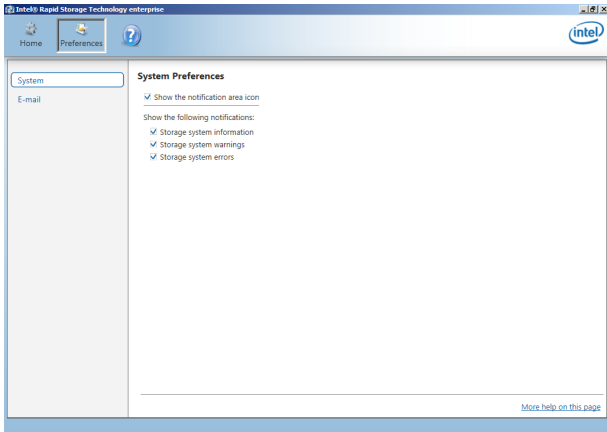 Intel® Rapid Storage Technology enterprise
Home
Preferences
?
intel
System
E-mail
System Preferences
Show the notification area icon
Show the following notifications:
Storage system information
Storage system warnings
Storage system errors
More help on this page